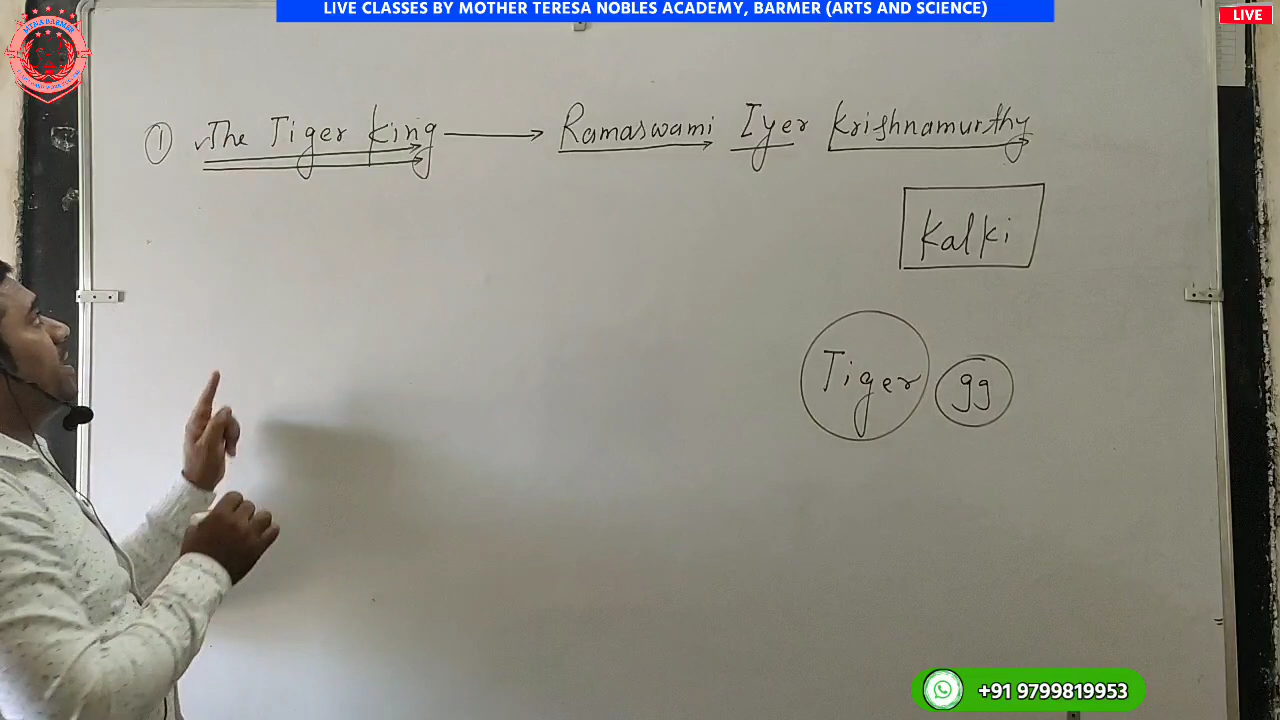 LIVE CLASSES BY MOTHER TERESA NOBLES ACADEMY, BARMER (ARTS AND SCIENCE)
LIVE
① The Tiger King → Ramaswami Iyer Krishnamurthy
Kalki
Tiger 99
+91 9799819953